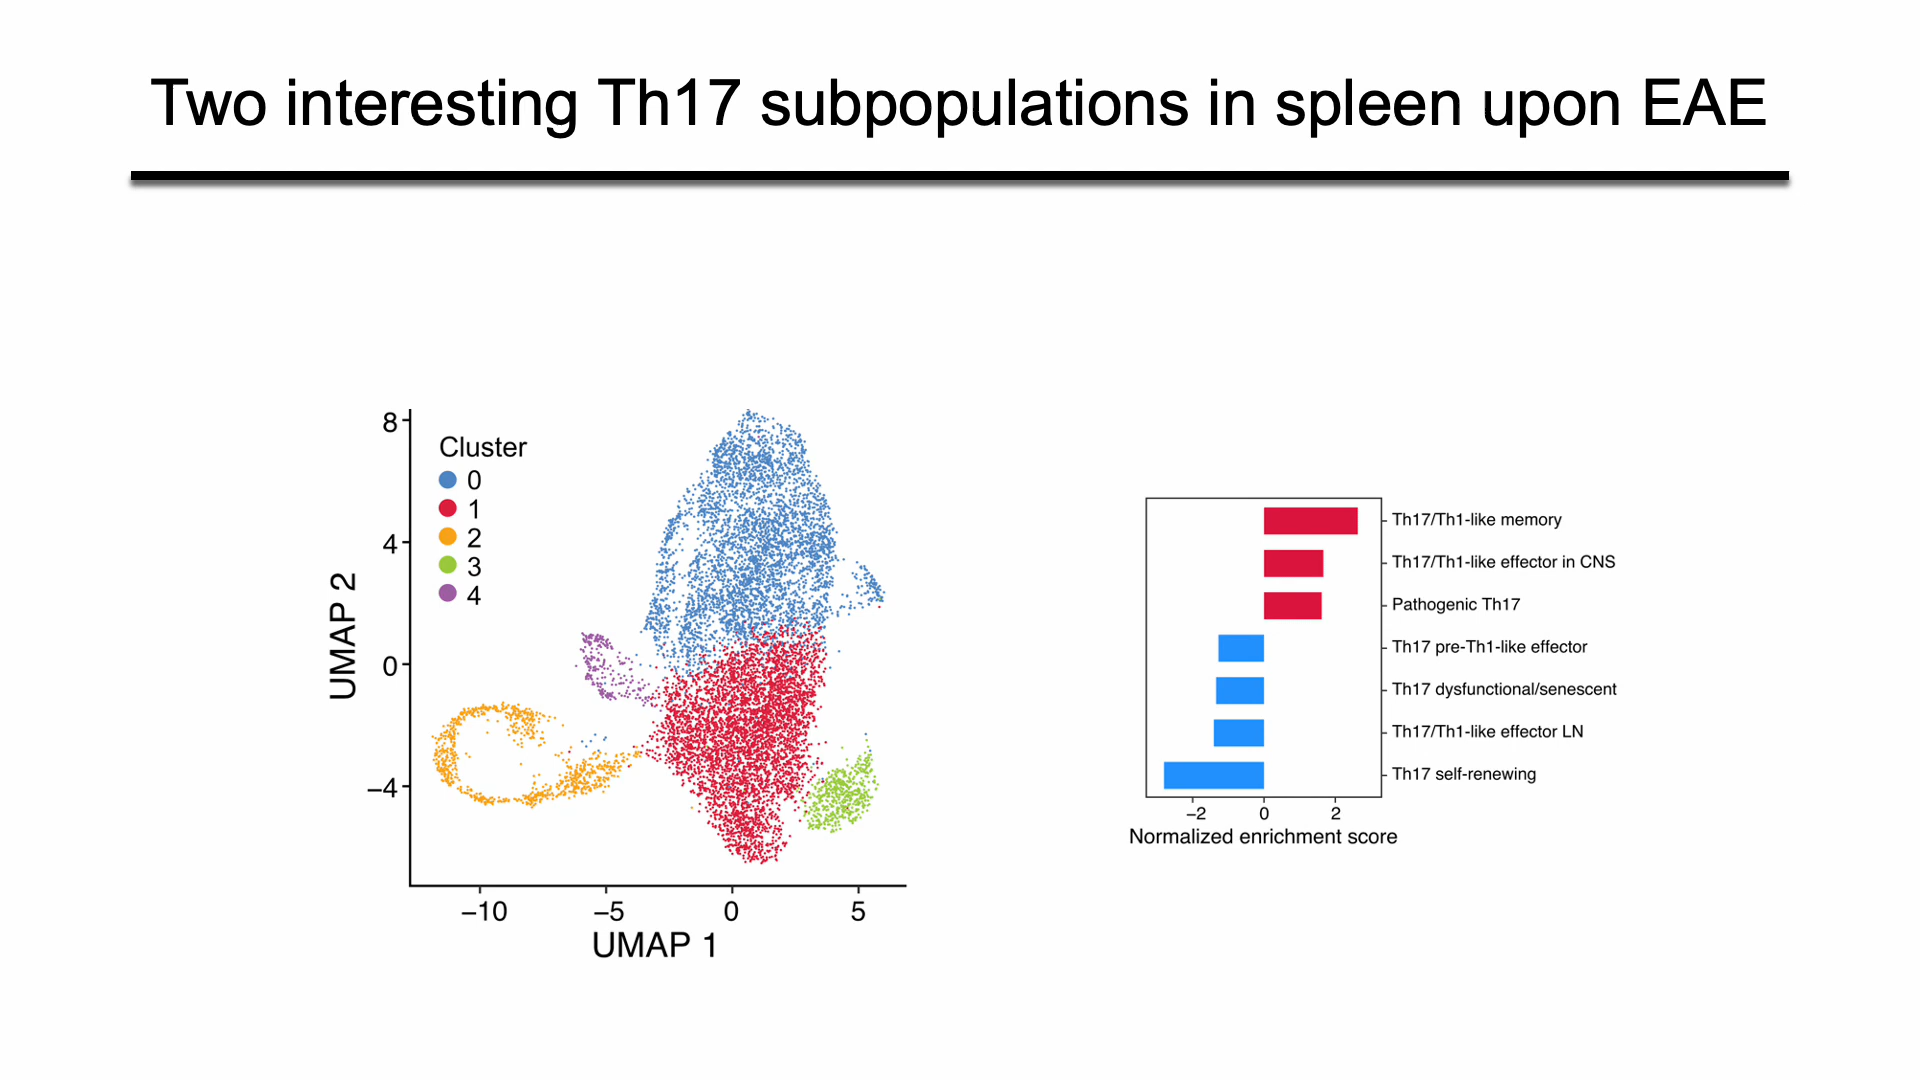 Two interesting Th17 subpopulations in spleen upon EAE
Cluster
0
1
2
3
4
8
4
0
−4
UMAP 2
−10
−5
0
5
UMAP 1
Th17/Th1-like memory
Th17/Th1-like effector in CNS
Pathogenic Th17
Th17 pre-Th1-like effector
Th17 dysfunctional/senescent
Th17/Th1-like effector LN
Th17 self-renewing
−2
0
2
Normalized enrichment score